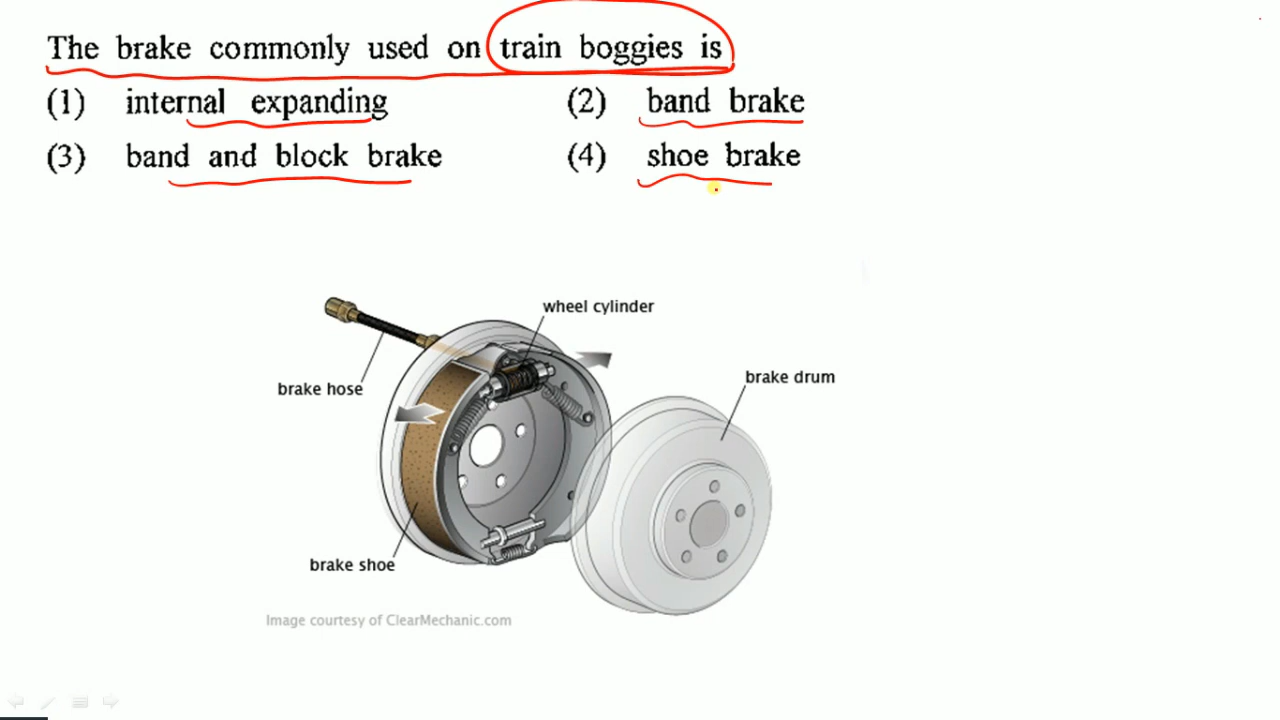 The brake commonly used on train boggies is
(1) internal expanding (2) band brake
(3) band and block brake (4) shoe brake
wheel cylinder
brake drum
brake hose
brake shoe
Image courtesy of ClearMechanic.com